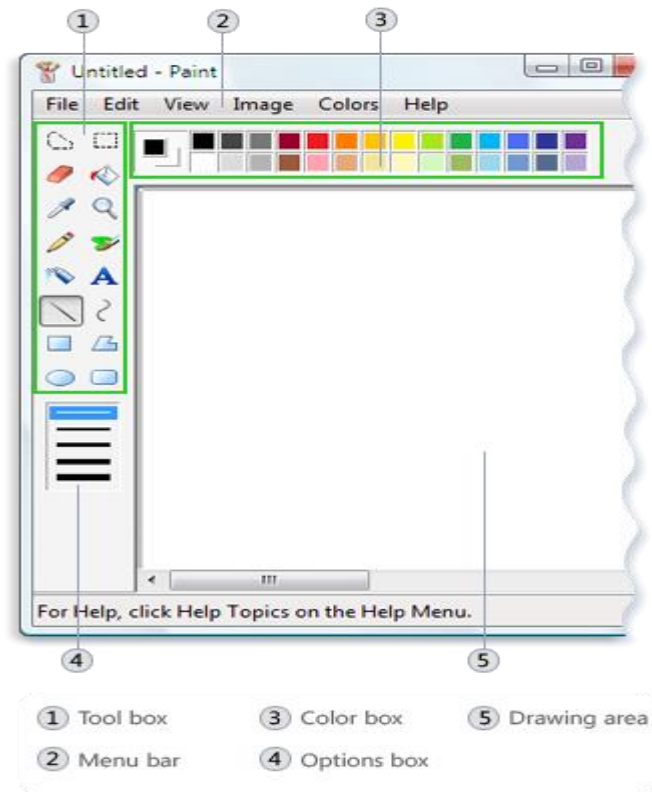 1 2 3
Untitled - Paint
File Edit View Image Colors Help
A
For Help, click Help Topics on the Help Menu.
4 5
1 Tool box 3 Color box 5 Drawing area
2 Menu bar 4 Options box